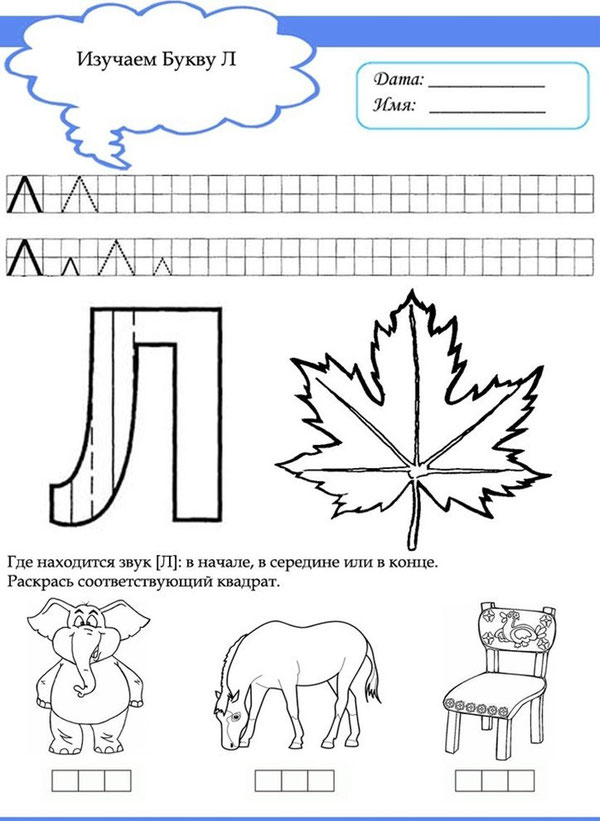 Изучаем Букву Л
Дата:
Имя:
Л Л
Л л Л л
Л
Где находится звук [Л]: в начале, в середине или в конце.
Раскрась соответствующий квадрат.